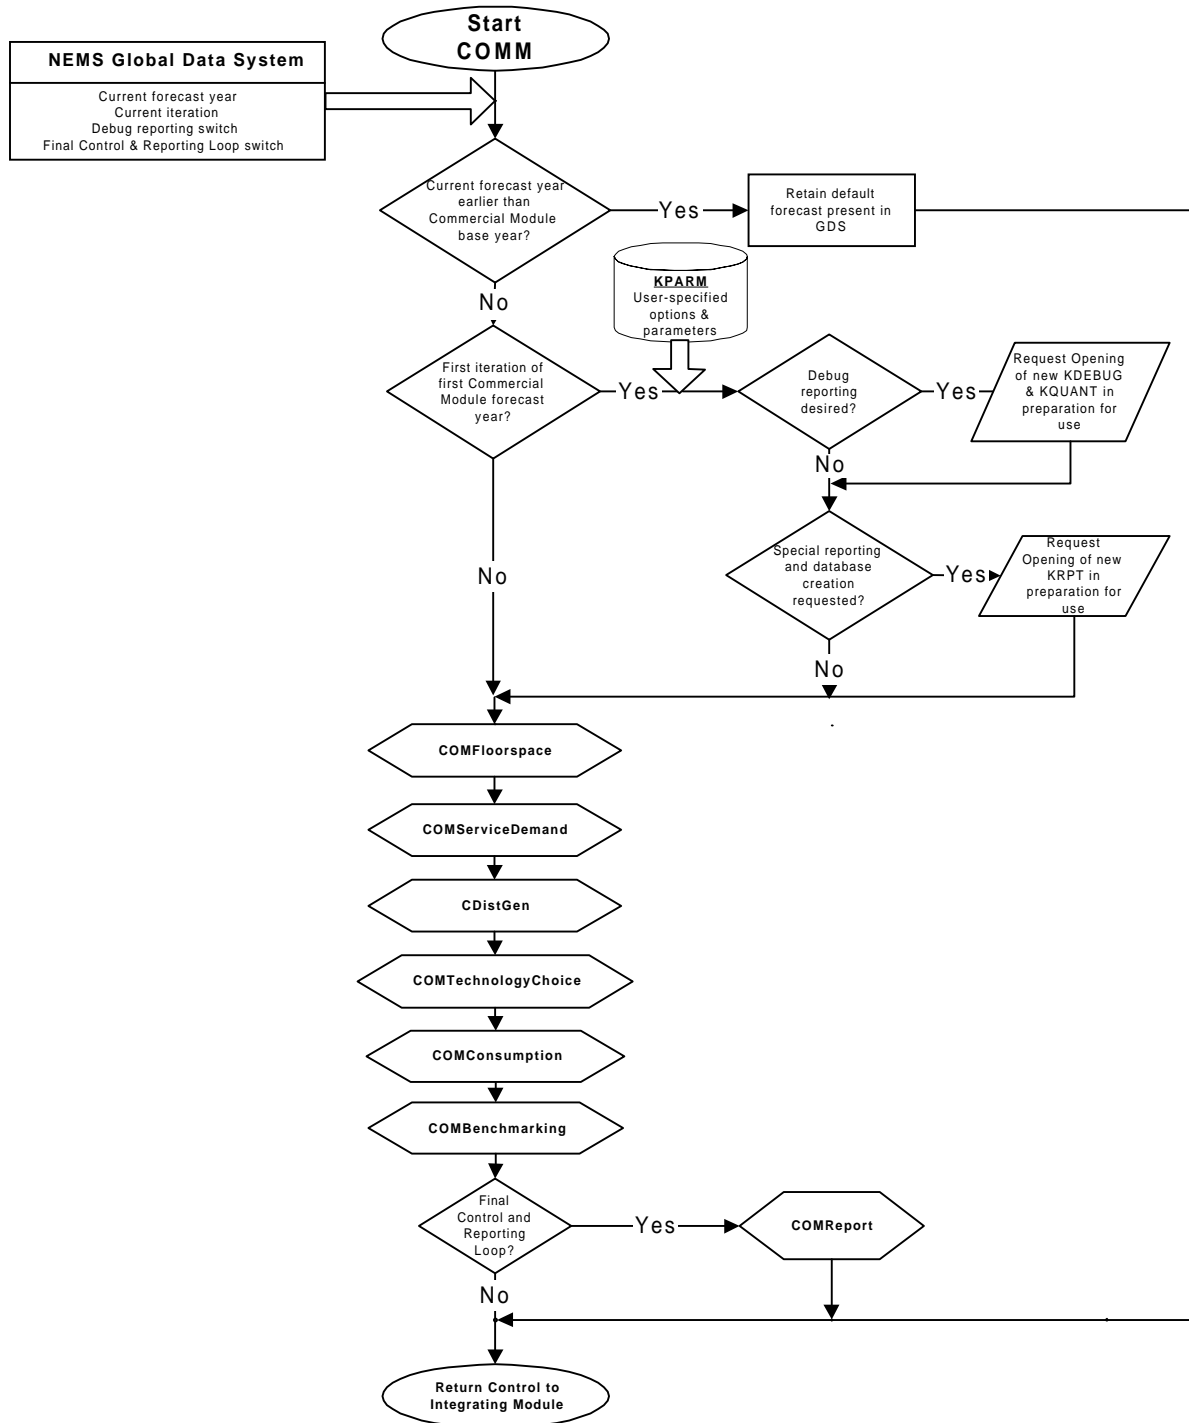 Start
COMM
NEMS Global Data System
Current forecast year
Current iteration
Debug reporting switch
Final Control & Reporting Loop switch
Current forecast year
earlier than
Commercial Module
base year?
Yes
Retain default
forecast present in
GDS
No
KPARM
User-specified
options &
parameters
First iteration of
first Commercial
Module forecast
year?
Yes
Debug
reporting
desired?
Yes
Request Opening
of new KDEBUG
& KQUANT in
preparation for
use
No
Special reporting
and database
creation
requested?
Yes
Request
Opening of new
KRPT in
preparation for
use
No
No
COMFloorspace
COMServiceDemand
CDistGen
COMTechnologyChoice
COMConsumption
COMBenchmarking
Final
Control and
Reporting
Loop?
Yes
COMReport
No
Return Control to
Integrating Module